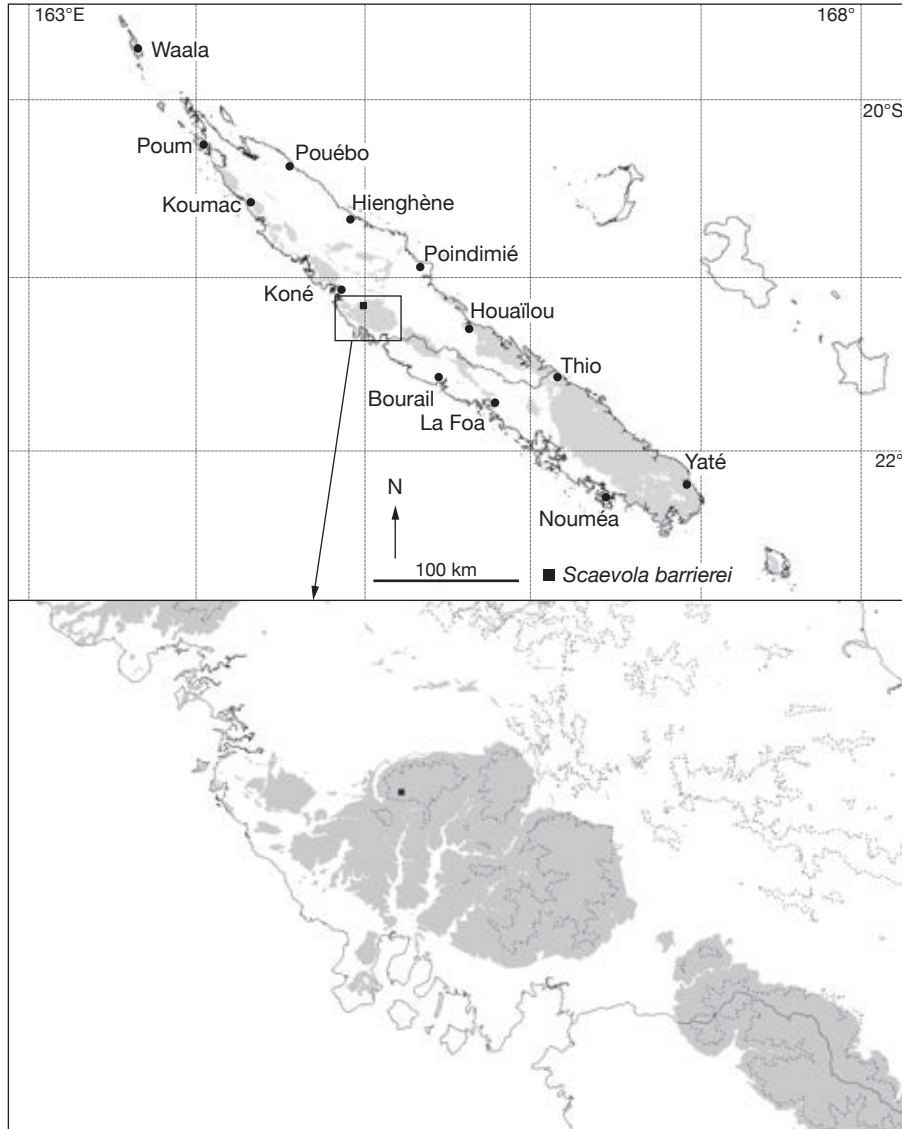 163°E
168°
Waala
20°S
Poum
Pouébo
Koumac
Hienghène
Poindimié
Koné
Houaïlou
Thio
Bourail
La Foa
22°
Yaté
N
Nouméa
100 km
Scaevola barrierei